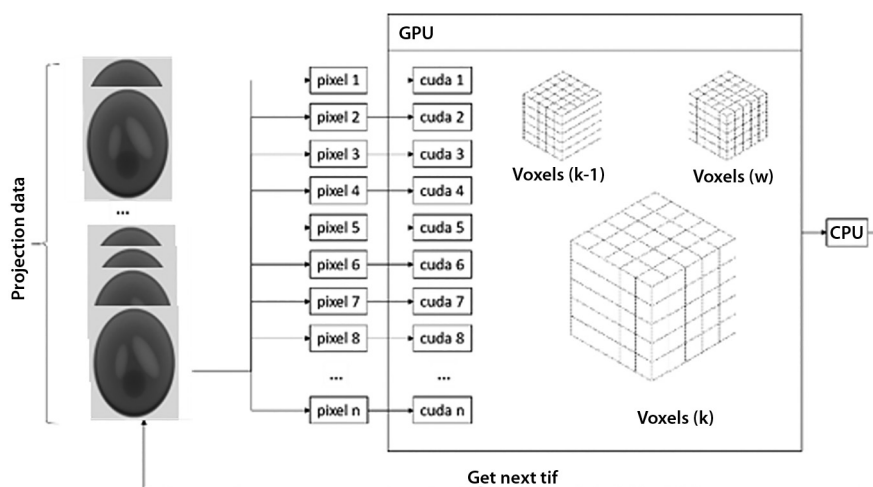 GPU
Projection data
...
pixel 1
pixel 2
pixel 3
pixel 4
pixel 5
pixel 6
pixel 7
pixel 8
...
pixel n
cuda 1
cuda 2
cuda 3
cuda 4
cuda 5
cuda 6
cuda 7
cuda 8
...
cuda n
Voxels (k-1)
Voxels (w)
Voxels (k)
CPU
Get next tif